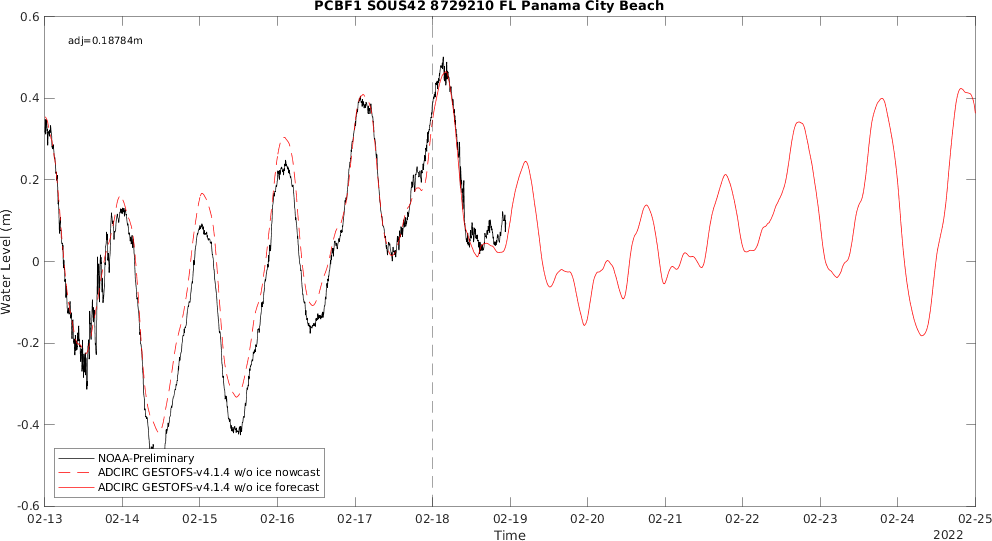 PCBF1 SOUS42 8729210 FL Panama City Beach
adj=0.18784m
0.6
0.4
0.2
0
-0.2
-0.4
-0.6
Water Level (m)
NOAA-Preliminary
ADCIRC GESTOFS-v4.1.4 w/o ice nowcast
ADCIRC GESTOFS-v4.1.4 w/o ice forecast
02-13 02-14 02-15 02-16 02-17 02-18 02-19 02-20 02-21 02-22 02-23 02-24 02-25
Time
2022